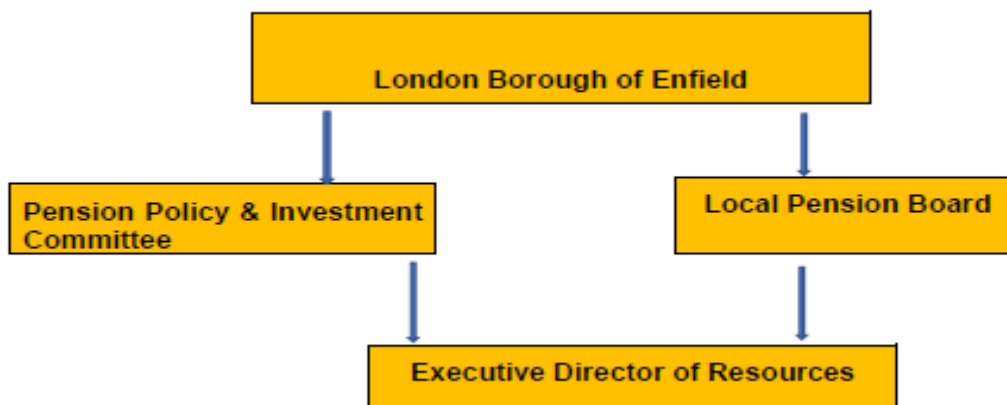 London Borough of Enfield
Pension Policy & Investment
Committee
Local Pension Board
Executive Director of Resources